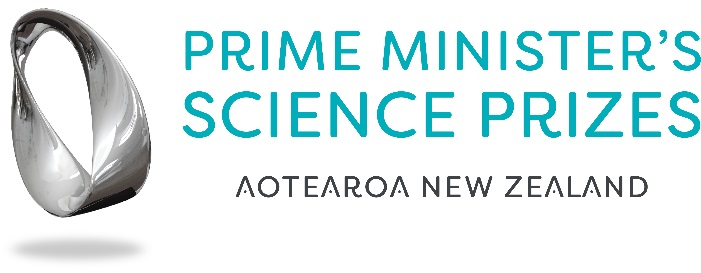 PRIME MINISTER'S
SCIENCE PRIZES
AOTEAROA NEW ZEALAND